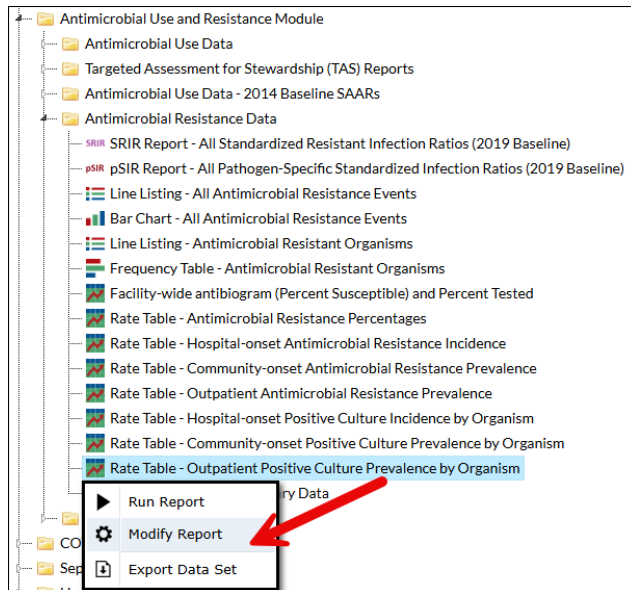 Antimicrobial Use and Resistance Module
Antimicrobial Use Data
Targeted Assessment for Stewardship (TAS) Reports
Antimicrobial Use Data - 2014 Baseline SAARs
Antimicrobial Resistance Data
SRIR SRIR Report - All Standardized Resistant Infection Ratios (2019 Baseline)
pSIR pSIR Report - All Pathogen-Specific Standardized Infection Ratios (2019 Baseline)
Line Listing - All Antimicrobial Resistance Events
Bar Chart - All Antimicrobial Resistance Events
Line Listing - Antimicrobial Resistant Organisms
Frequency Table - Antimicrobial Resistant Organisms
Facility-wide antibiogram (Percent Susceptible) and Percent Tested
Rate Table - Antimicrobial Resistance Percentages
Rate Table - Hospital-onset Antimicrobial Resistance Incidence
Rate Table - Community-onset Antimicrobial Resistance Prevalence
Rate Table - Outpatient Antimicrobial Resistance Prevalence
Rate Table - Hospital-onset Positive Culture Incidence by Organism
Rate Table - Community-onset Positive Culture Prevalence by Organism
Rate Table - Outpatient Positive Culture Prevalence by Organism
Run Report ry Data
Modify Report
CO
Export Data Set
Sep